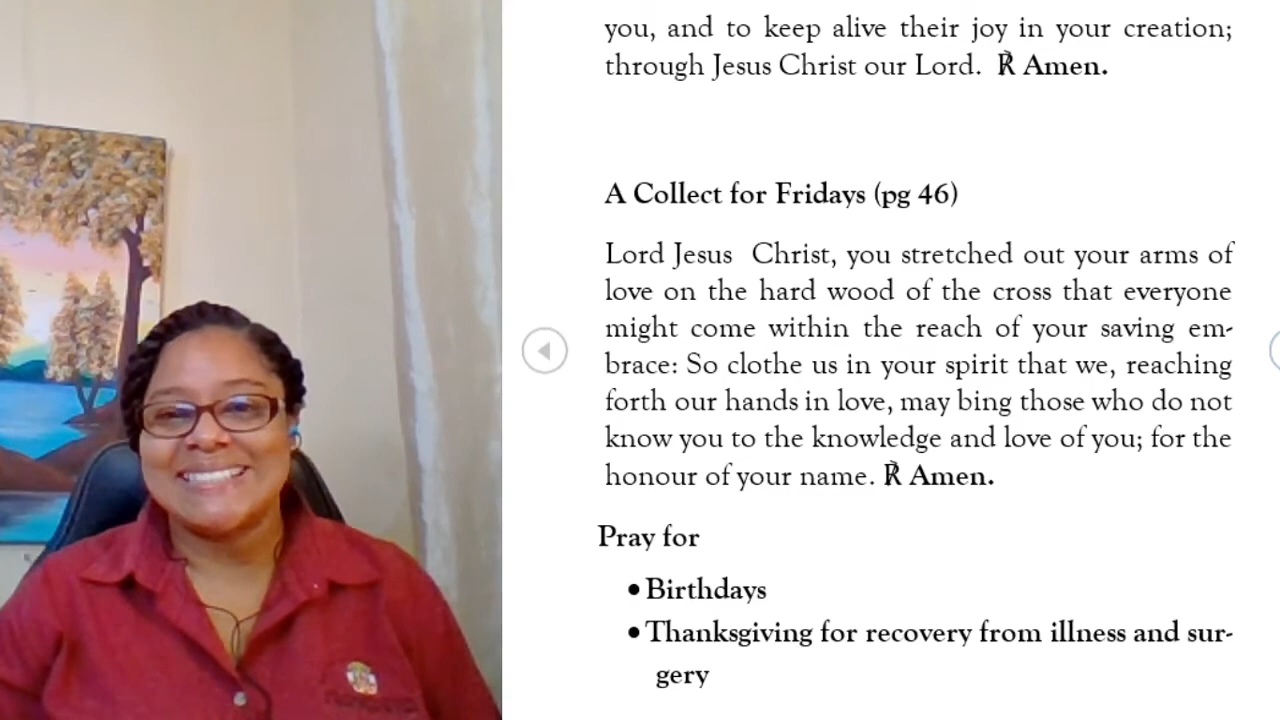 you, and to keep alive their joy in your creation;
through Jesus Christ our Lord. ℟ Amen.
A Collect for Fridays (pg 46)
Lord Jesus Christ, you stretched out your arms of
love on the hard wood of the cross that everyone
might come within the reach of your saving em-
brace: So clothe us in your spirit that we, reaching
forth our hands in love, may bing those who do not
know you to the knowledge and love of you; for the
honour of your name. ℟ Amen.
Pray for
• Birthdays
• Thanksgiving for recovery from illness and sur-
gery